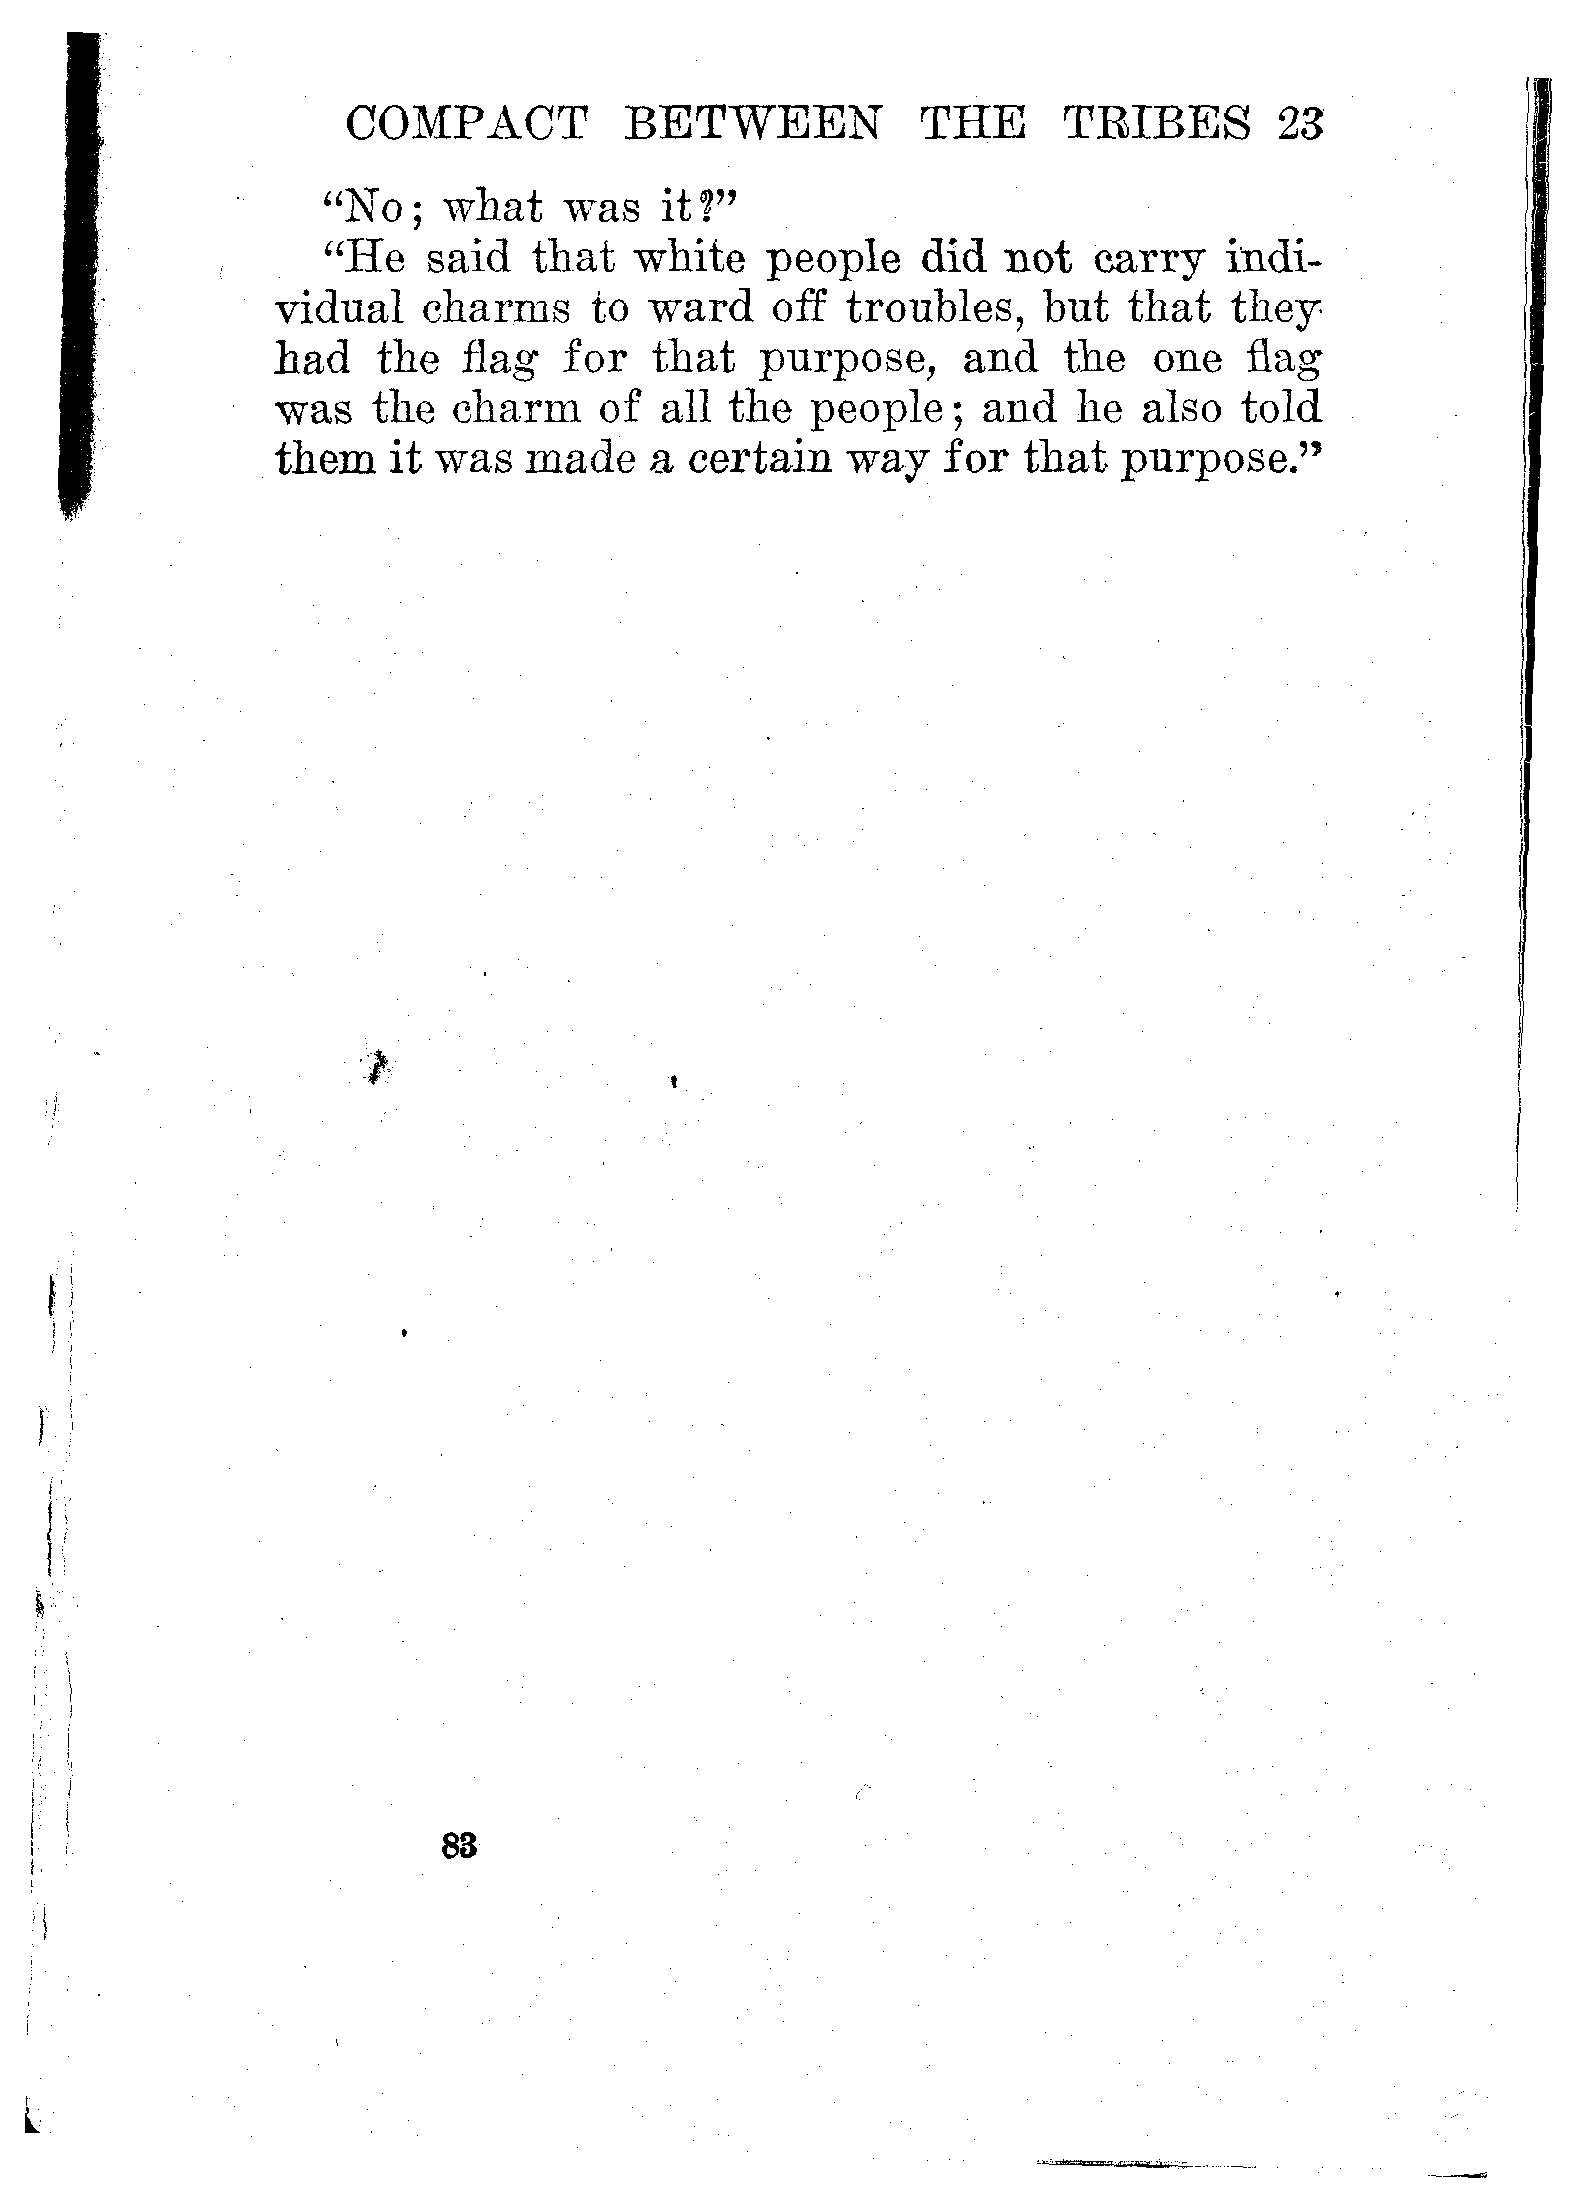 COMPACT BETWEEN THE TRIBES 23
“No; what was it?”
“He said that white people did not carry indi-
vidual charms to ward off troubles, but that they
had the flag for that purpose, and the one flag
was the charm of all the people; and he also told
them it was made a certain way for that purpose.”
83